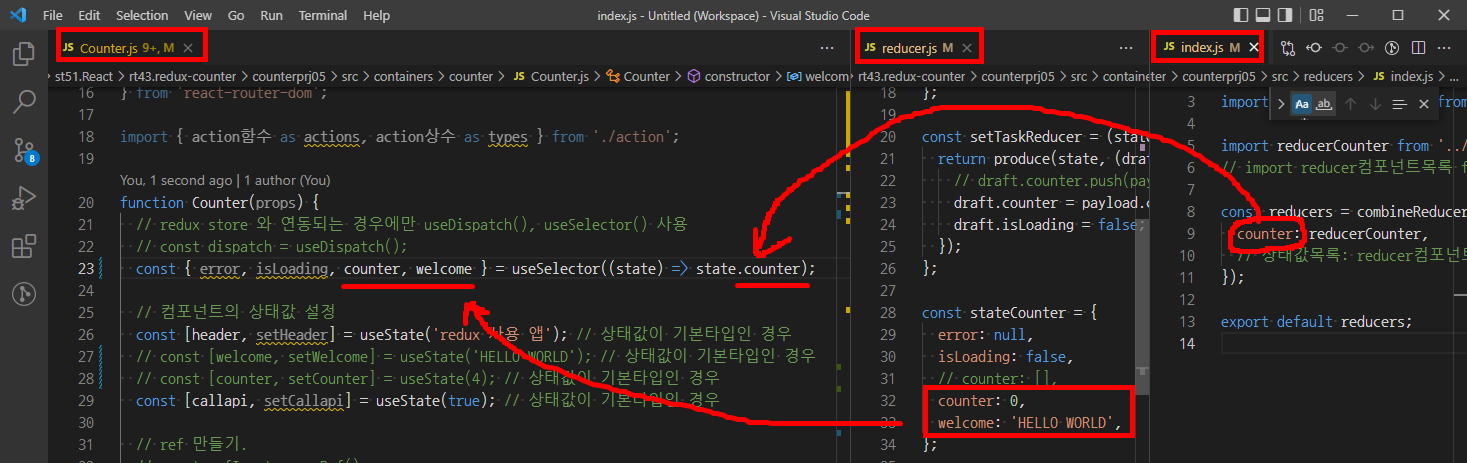 File Edit Selection View Go Run Terminal Help index.js - Untitled (Workspace) - Visual Studio Code
JS Counter.js 9+, M
st51.React > rt43.redux-counter > counterprj05 > src > containers > counter > JS Counter.js > Counter > constructor > welcom
16 } from 'react-router-dom';
17
18 import { action함수 as actions, action상수 as types } from './action';
19
You, 1 second ago | 1 author (You)
20 function Counter(props) {
21 // redux store 와 연동되는 경우에만 useDispatch(), useSelector() 사용
22 // const dispatch = useDispatch();
23 const { error, isLoading, counter, welcome } = useSelector((state) => state.counter);
24
25 // 컴포넌트의 상태값 설정
26 const [header, setHeader] = useState('redux 사용 앱'); // 상태값이 기본타입인 경우
27 // const [welcome, setWelcome] = useState('HELLO WORLD'); // 상태값이 기본타입인 경우
28 // const [counter, setCounter] = useState(4); // 상태값이 기본타입인 경우
29 const [callapi, setCallapi] = useState(true); // 상태값이 기본타입인 경우
30
31 // ref 만들기.
8
JS reducer.js M
rt43.redux-counter > counterprj05 > src > containe
18 };
19
20 const setTaskReducer = (stat
21 return produce(state, (draf
22 // draft.counter.push(pay
23 draft.counter = payload.c
24 draft.isLoading = false;
25 });
26 };
27
28 const stateCounter = {
29 error: null,
30 isLoading: false,
31 // counter: [],
32 counter: 0,
33 welcome: 'HELLO WORLD',
34 };
JS index.js M
counter > counterprj05 > src > reducers > JS index.js > ...
Aa ab
3 import from
4
5 import reducerCounter from '../
6 // import reducer컴포넌트목록 f
7
8 const reducers = combineReducer
9 counter: reducerCounter,
10 // 상태값목록: reducer컴포넌트
11 });
12
13 export default reducers;
14